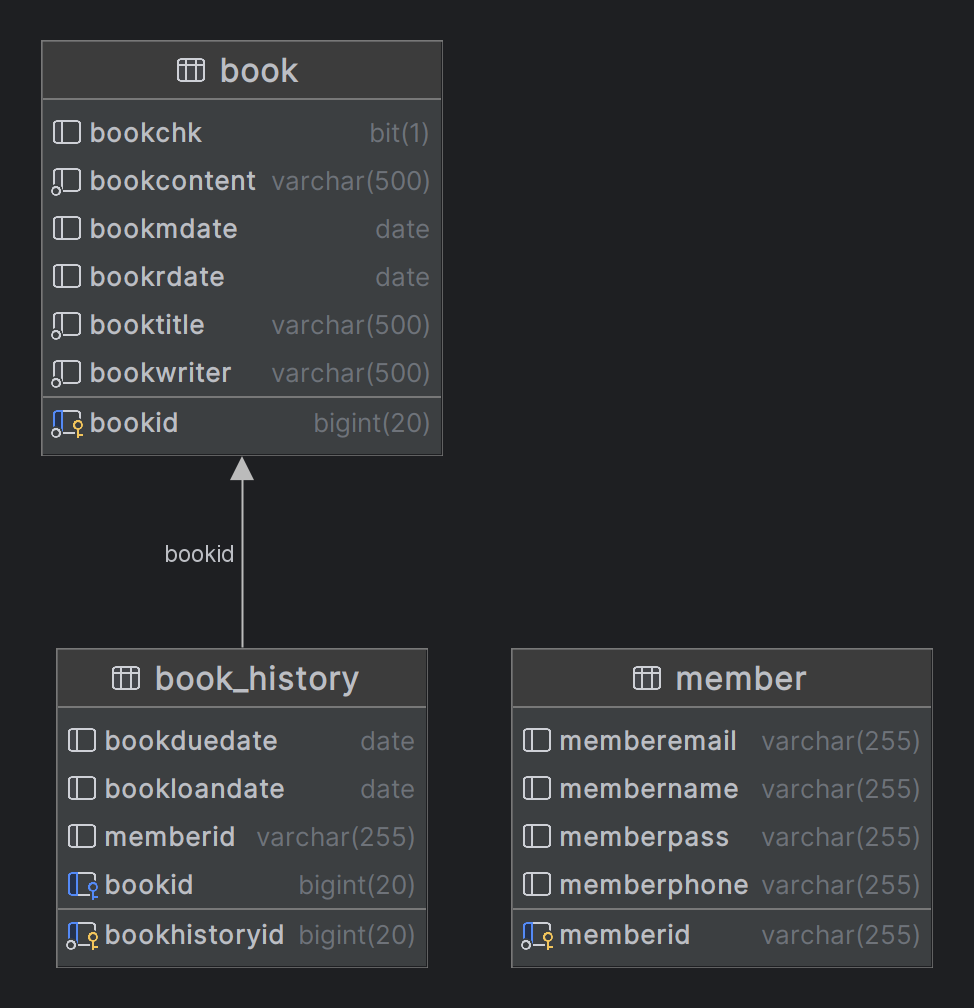 book
bookchk bit(1)
bookcontent varchar(500)
bookmdate date
bookrdate date
booktitle varchar(500)
bookwriter varchar(500)
bookid bigint(20)
bookid
book_history
bookduedate date
bookloandate date
memberid varchar(255)
bookid bigint(20)
bookhistoryid bigint(20)
member
memberemail varchar(255)
membername varchar(255)
memberpass varchar(255)
memberphone varchar(255)
memberid varchar(255)